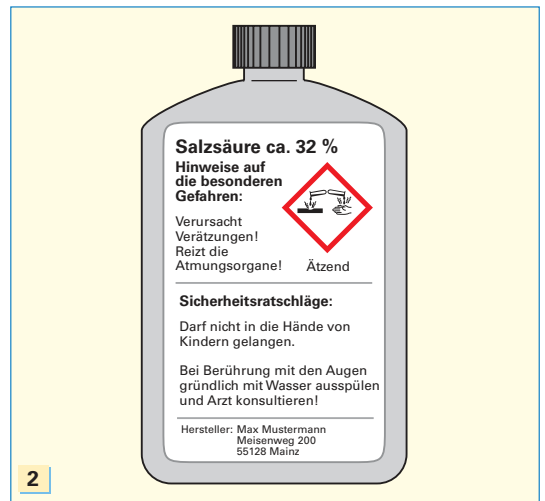 Salzsäure ca. 32 %
Hinweise auf
die besonderen
Gefahren:
Verursacht
Verätzungen!
Reizt die
Atmungsorgane!
Ätzend
Sicherheitsratschläge:
Darf nicht in die Hände von
Kindern gelangen.
Bei Berührung mit den Augen
gründlich mit Wasser ausspülen
und Arzt konsultieren!
Hersteller: Max Mustermann
Meisenweg 200
55128 Mainz
2